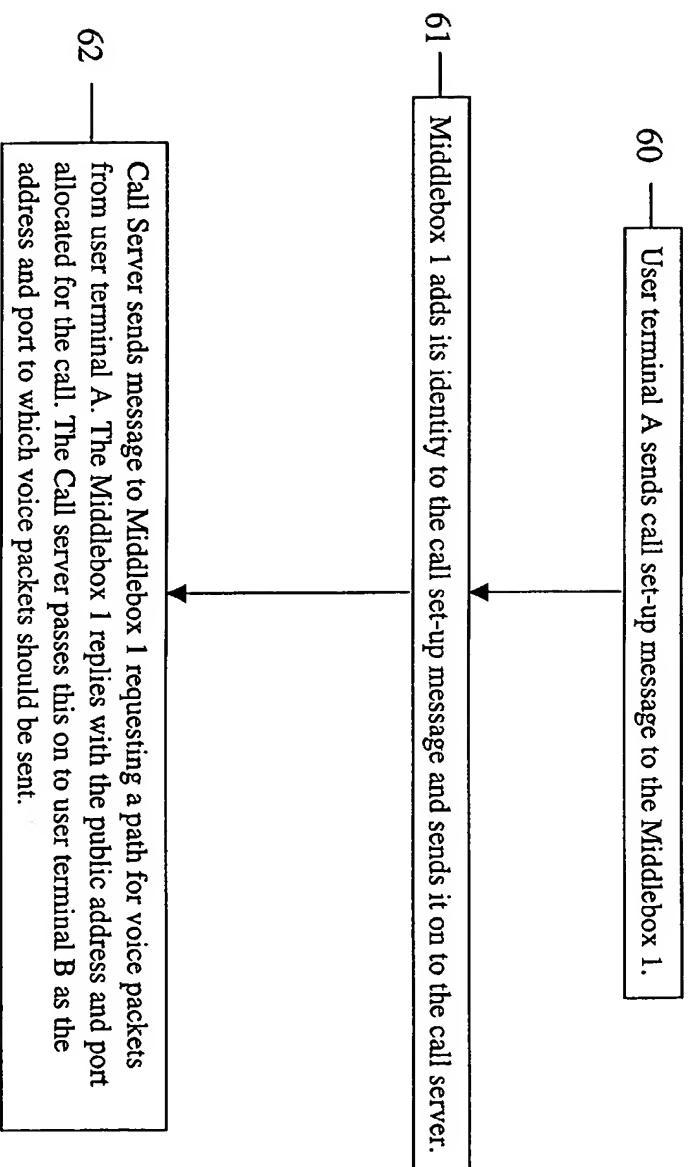 60
User terminal A sends call set-up message to the Middlebox 1.
61
Middlebox 1 adds its identity to the call set-up message and sends it on to the call server.
62
Call Server sends message to Middlebox 1 requesting a path for voice packets
from user terminal A. The Middlebox 1 replies with the public address and port
allocated for the call. The Call server passes this on to user terminal B as the
address and port to which voice packets should be sent.